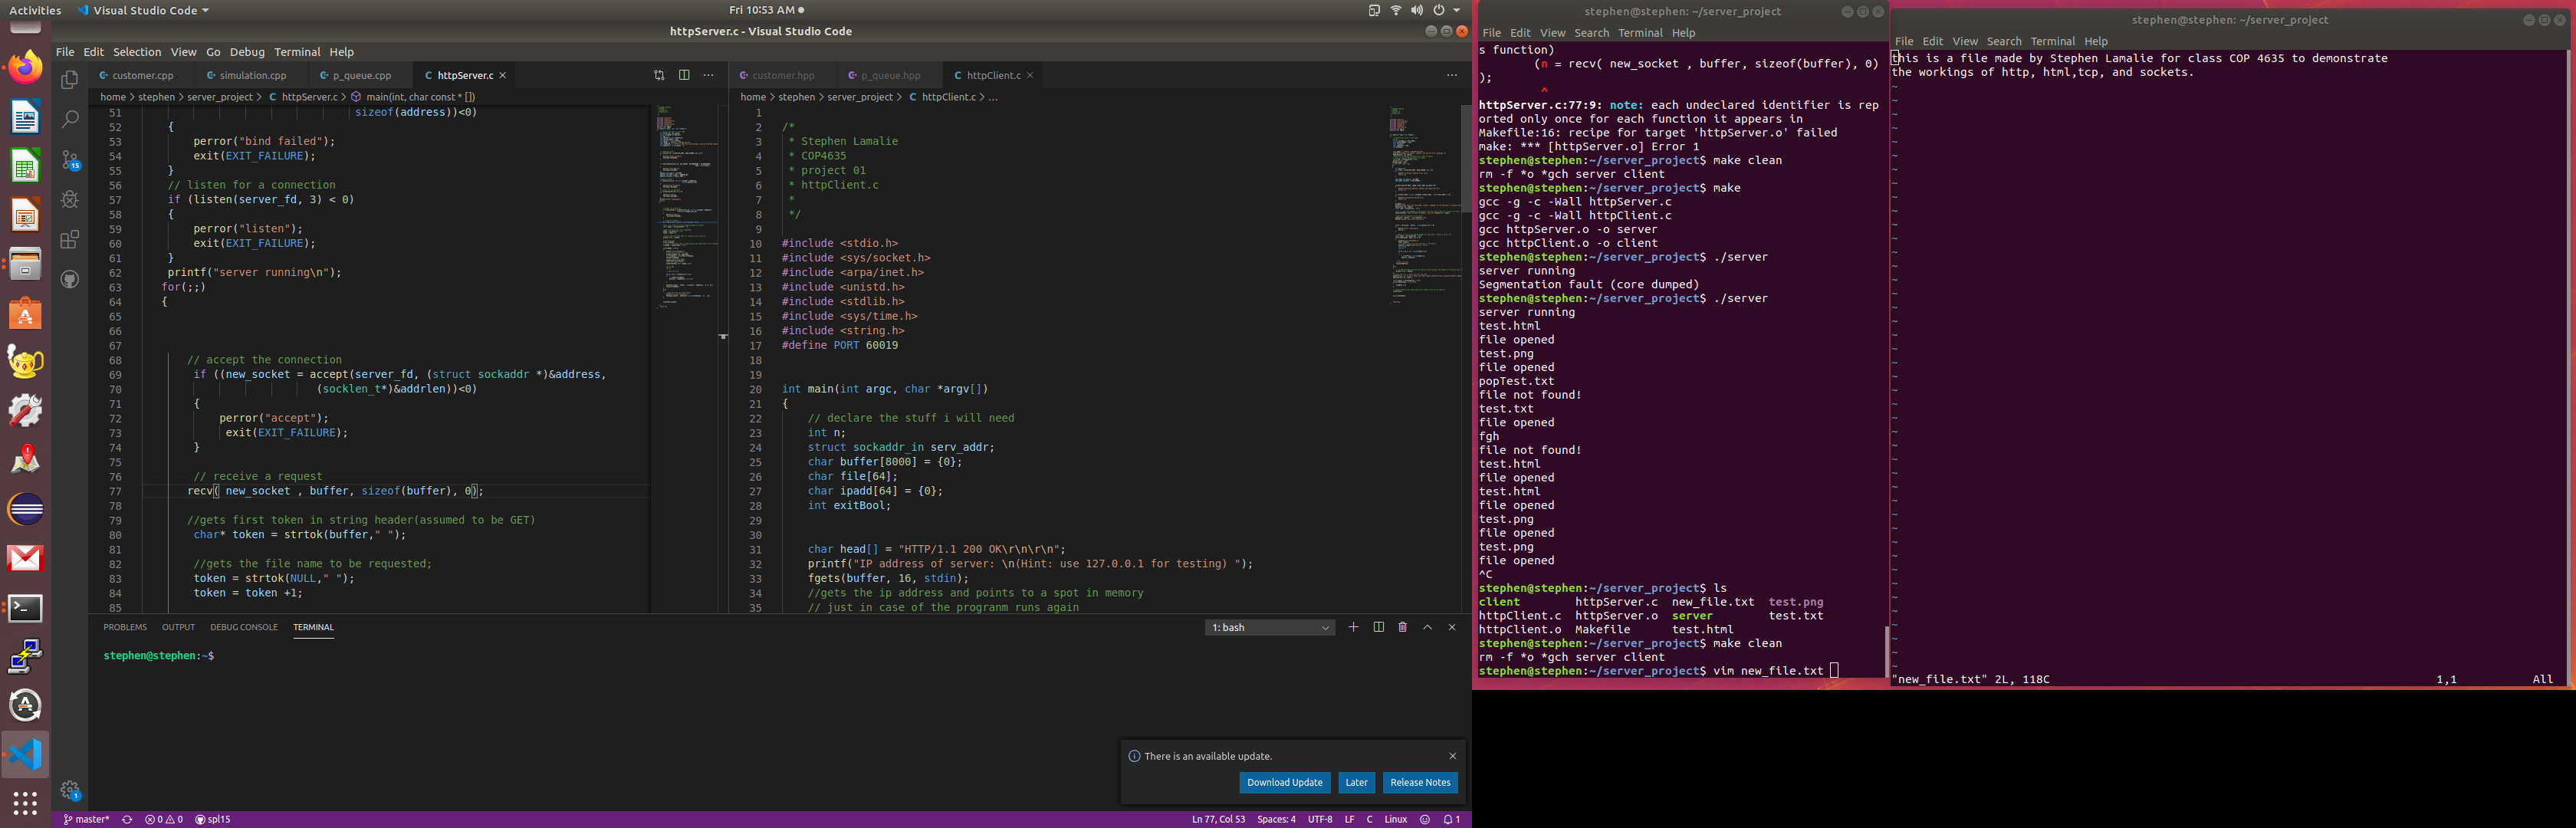 Activities
Visual Studio Code
Fri 10:53 AM
httpServer.c - Visual Studio Code
File Edit Selection View Go Debug Terminal Help
customer.cpp simulation.cpp p_queue.cpp httpServer.c
home > stephen > server_project > httpServer.c > main(int, char const * [])
51 sizeof(address))<0)
52 {
53 perror("bind failed");
54 exit(EXIT_FAILURE);
55 }
56 // listen for a connection
57 if (listen(server_fd, 3) < 0)
58 {
59 perror("listen");
60 exit(EXIT_FAILURE);
61 }
62 printf("server running\n");
63 for(;;)
64 {
65
66
67
68 // accept the connection
69 if ((new_socket = accept(server_fd, (struct sockaddr *)&address,
70 (socklen_t*)&addrlen))<0)
71 {
72 perror("accept");
73 exit(EXIT_FAILURE);
74 }
75
76 // receive a request
77 recv( new_socket , buffer, sizeof(buffer), 0);
78
79 //gets first token in string header(assumed to be GET)
80 char* token = strtok(buffer," ");
81
82 //gets the file name to be requested;
83 token = strtok(NULL," ");
84 token = token +1;
85
customer.hpp p_queue.hpp httpClient.c
home > stephen > server_project > httpClient.c > ...
1
2 /*
3 * Stephen Lamalie
4 * COP4635
5 * project 01
6 * httpClient.c
7 *
8 */
9
10 #include <stdio.h>
11 #include <sys/socket.h>
12 #include <arpa/inet.h>
13 #include <unistd.h>
14 #include <stdlib.h>
15 #include <sys/time.h>
16 #include <string.h>
17 #define PORT 60019
18
19
20 int main(int argc, char *argv[])
21 {
22 // declare the stuff i will need
23 int n;
24 struct sockaddr_in serv_addr;
25 char buffer[8000] = {0};
26 char file[64];
27 char ipadd[64] = {0};
28 int exitBool;
29
30
31 char head[] = "HTTP/1.1 200 OK\r\n\r\n";
32 printf("IP address of server: \n(Hint: use 127.0.0.1 for testing) ");
33 fgets(buffer, 16, stdin);
34 //gets the ip address and points to a spot in memory
35 // just in case of the progranm runs again
15
1
PROBLEMS OUTPUT DEBUG CONSOLE TERMINAL
1: bash
stephen@stephen:~$
There is an available update.
Download Update Later Release Notes
master* 0 0 spl15
Ln 77, Col 53 Spaces: 4 UTF-8 LF C Linux 1
stephen@stephen: ~/server_project
File Edit View Search Terminal Help
s function)
(n = recv( new_socket , buffer, sizeof(buffer), 0)
);
^
httpServer.c:77:9: note: each undeclared identifier is rep
orted only once for each function it appears in
Makefile:16: recipe for target 'httpServer.o' failed
make: *** [httpServer.o] Error 1
stephen@stephen:~/server_project$ make clean
rm -f *o *gch server client
stephen@stephen:~/server_project$ make
gcc -g -c -Wall httpServer.c
gcc -g -c -Wall httpClient.c
gcc httpServer.o -o server
gcc httpClient.o -o client
stephen@stephen:~/server_project$ ./server
server running
Segmentation fault (core dumped)
stephen@stephen:~/server_project$ ./server
server running
test.html
file opened
test.png
file opened
popTest.txt
file not found!
test.txt
file opened
fgh
file not found!
test.html
file opened
test.html
file opened
test.png
file opened
test.png
file opened
^C
stephen@stephen:~/server_project$ ls
client httpServer.c new_file.txt test.png
httpClient.c httpServer.o server test.txt
httpClient.o Makefile test.html
stephen@stephen:~/server_project$ make clean
rm -f *o *gch server client
stephen@stephen:~/server_project$ vim new_file.txt
stephen@stephen: ~/server_project
File Edit View Search Terminal Help
this is a file made by Stephen Lamalie for class COP 4635 to demonstrate
the workings of http, html,tcp, and sockets.
"new_file.txt" 2L, 118C 1,1 All